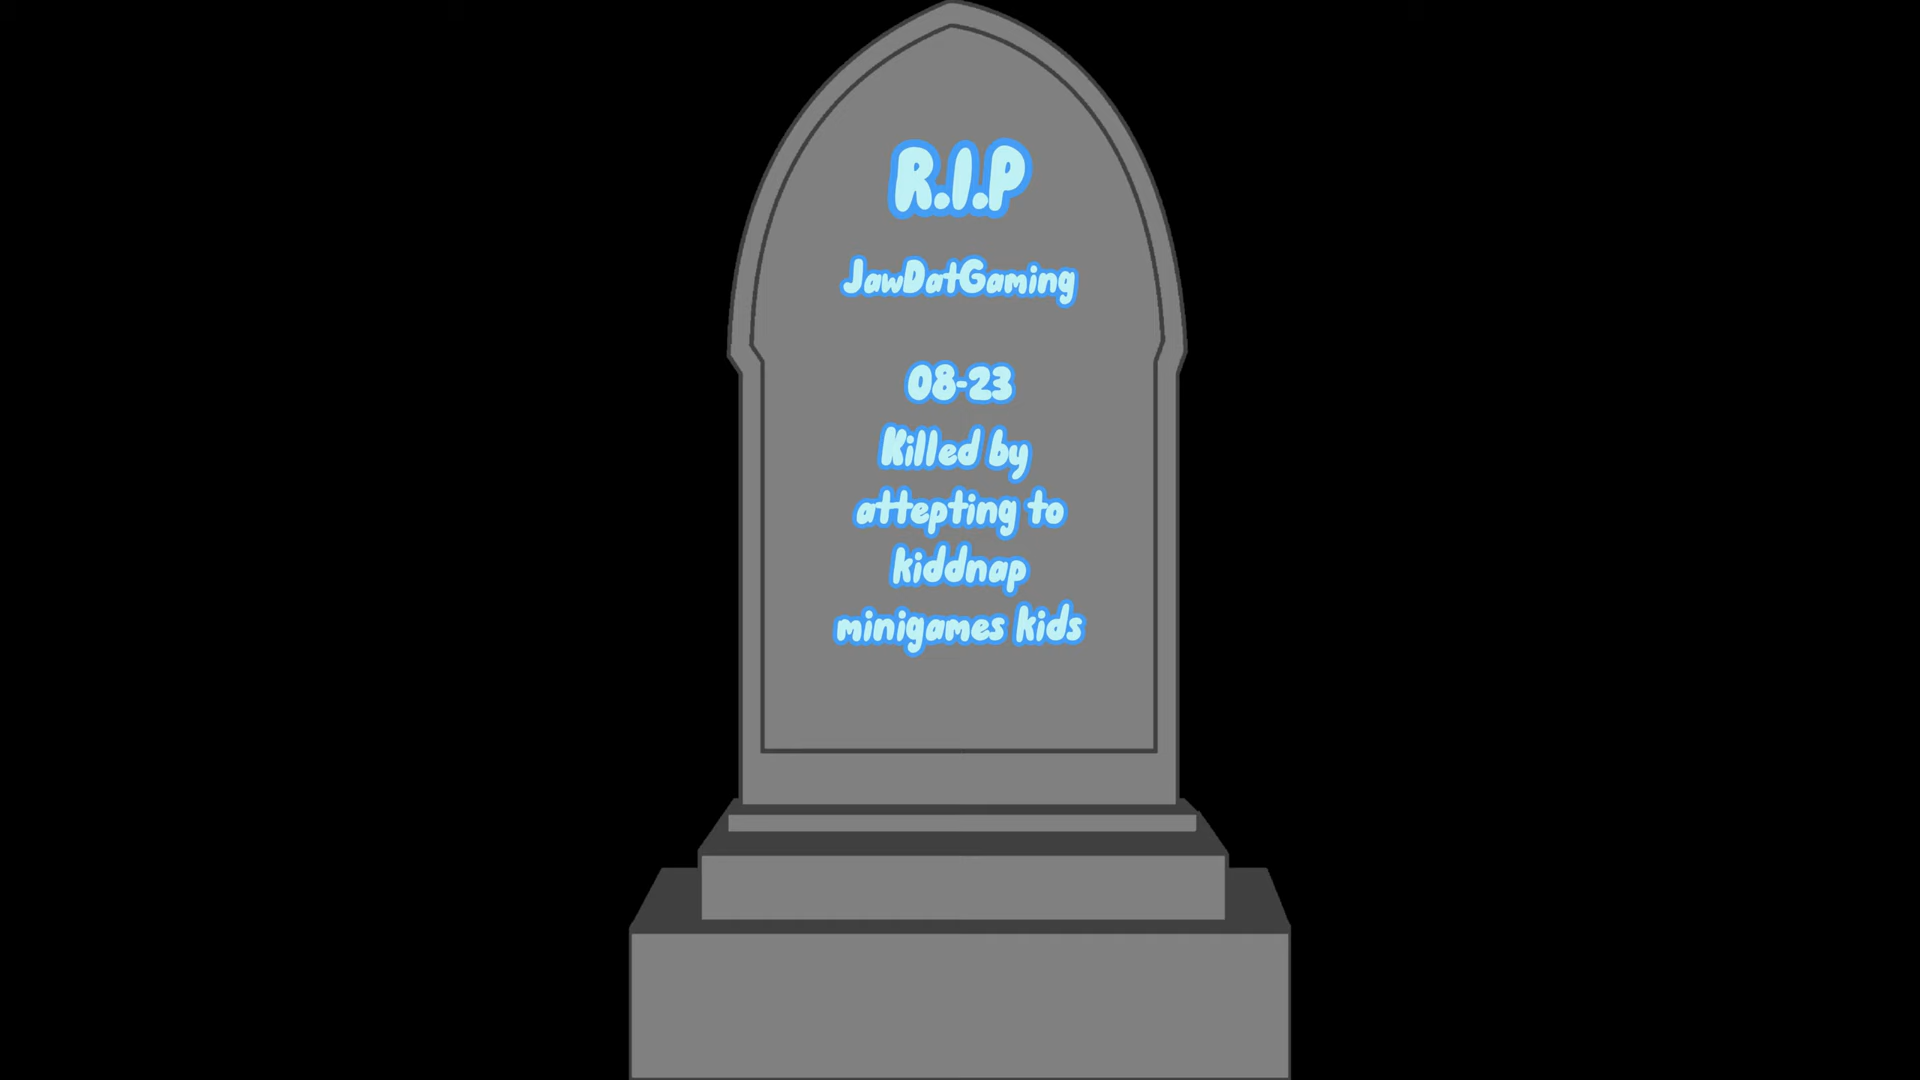 R.I.P
JawDatGaming
08-23
Killed by
attepting to
kiddnap
minigames kids